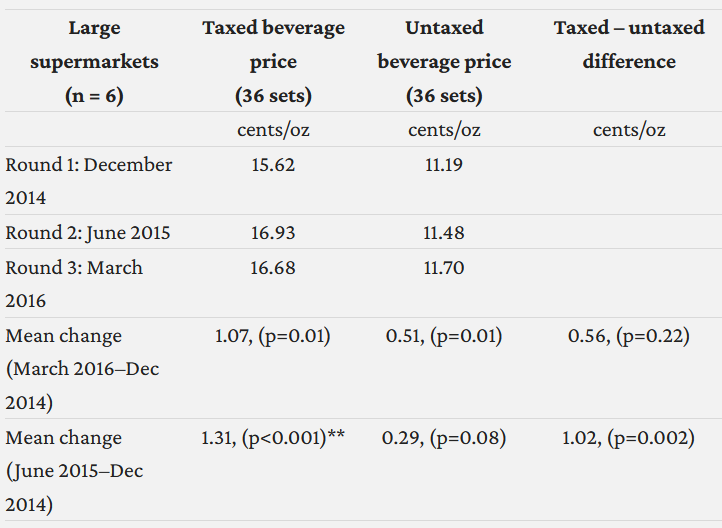 Large supermarkets (n = 6) Taxed beverage price (36 sets) Untaxed beverage price (36 sets) Taxed – untaxed difference
cents/oz cents/oz cents/oz
Round 1: December 2014 15.62 11.19
Round 2: June 2015 16.93 11.48
Round 3: March 2016 16.68 11.70
Mean change (March 2016–Dec 2014) 1.07, (p=0.01) 0.51, (p=0.01) 0.56, (p=0.22)
Mean change (June 2015–Dec 2014) 1.31, (p<0.001)** 0.29, (p=0.08) 1.02, (p=0.002)